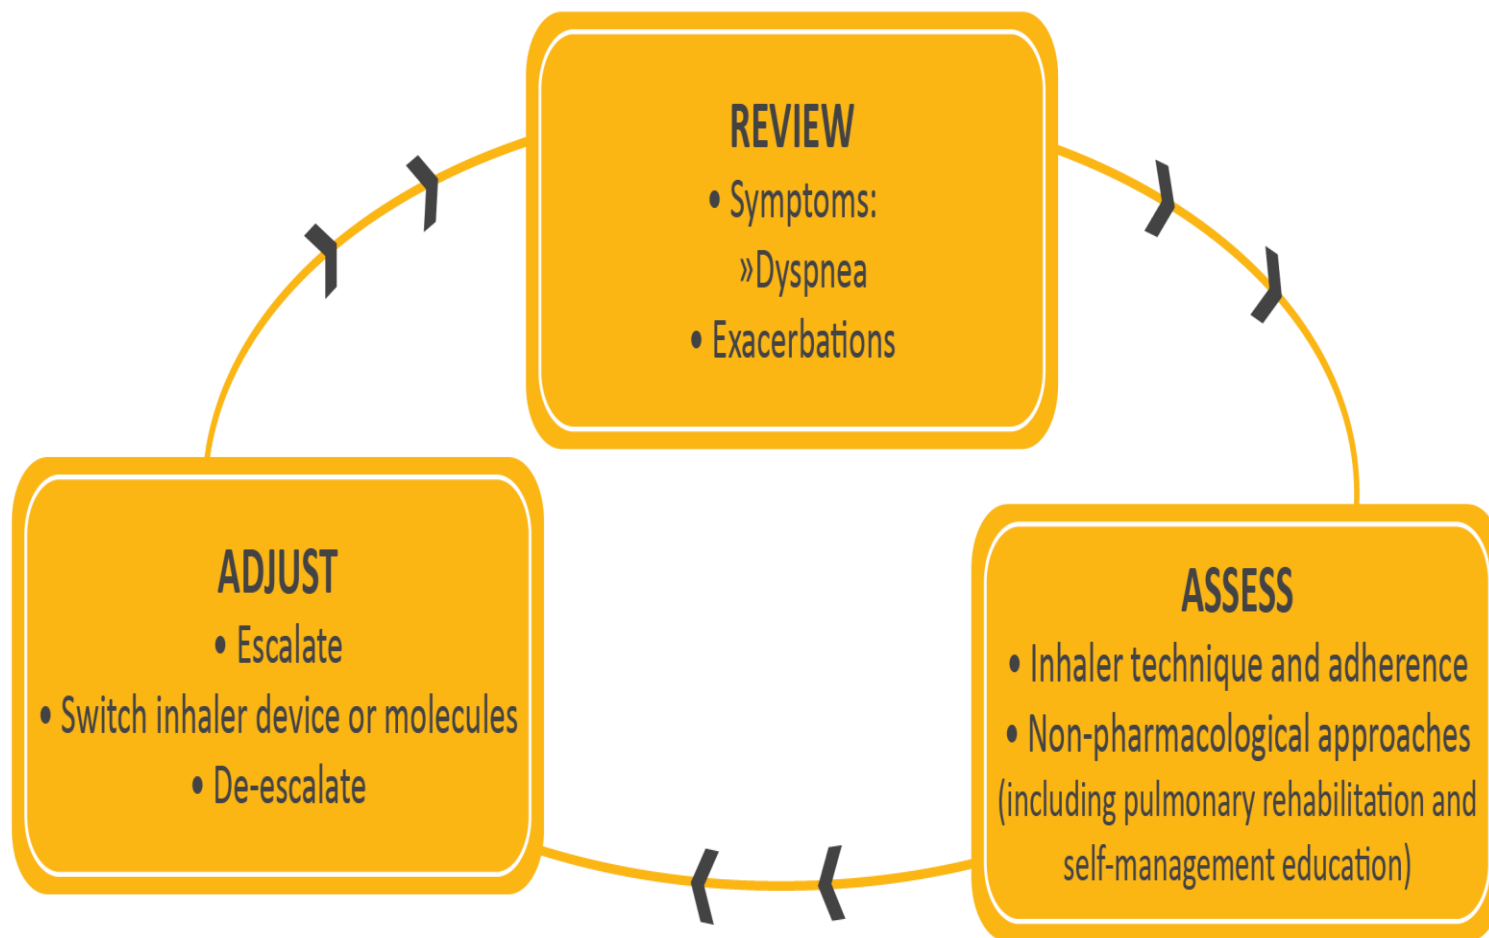 REVIEW
• Symptoms:
»Dyspnea
• Exacerbations
ADJUST
• Escalate
• Switch inhaler device or molecules
• De-escalate
ASSESS
• Inhaler technique and adherence
• Non-pharmacological approaches
(including pulmonary rehabilitation and
self-management education)